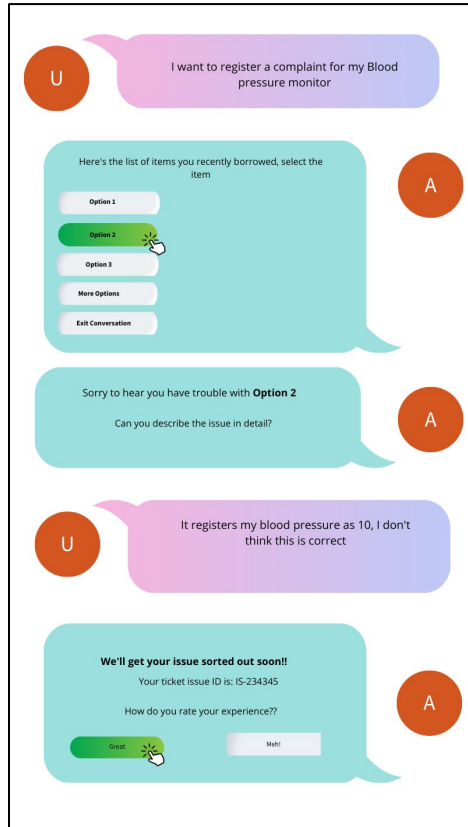 U
I want to register a complaint for my Blood
pressure monitor
Here's the list of items you recently borrowed, select the
item
A
Option 1
Option 2
Option 3
More Options
Exit Conversation
Sorry to hear you have trouble with Option 2
Can you describe the issue in detail?
A
It registers my blood pressure as 10, I don't
think this is correct
U
We'll get your issue sorted out soon!!
Your ticket issue ID is: IS-234345
A
How do you rate your experience??
Great
Meh!